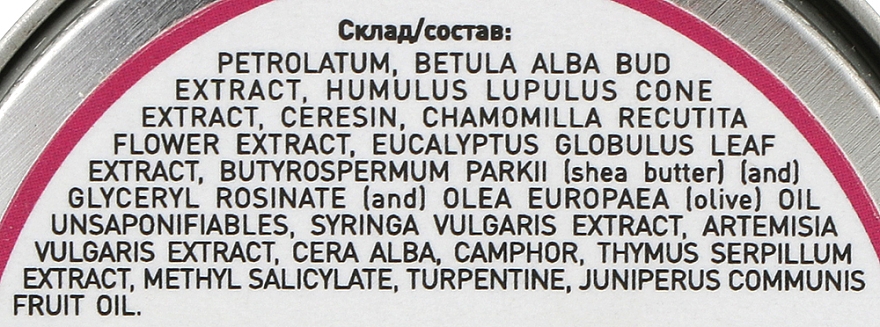 Склад/состав:
PETROLATUM, BETULA ALBA BUD
EXTRACT, HUMULUS LUPULUS CONE
EXTRACT, CERESIN, CHAMOMILLA RECUTITA
FLOWER EXTRACT, EUCALYPTUS GLOBULUS LEAF
EXTRACT, BUTYROSPERMUM PARKII (shea butter) (and)
GLYCERYL ROSINATE (and) OLEA EUROPAEA (olive) OIL
UNSAPONIFIABLES, SYRINGA VULGARIS EXTRACT, ARTEMISIA
VULGARIS EXTRACT, CERA ALBA, CAMPHOR, THYMUS SERPILLUM
EXTRACT, METHYL SALICYLATE, TURPENTINE, JUNIPERUS COMMUNIS
FRUIT OIL.